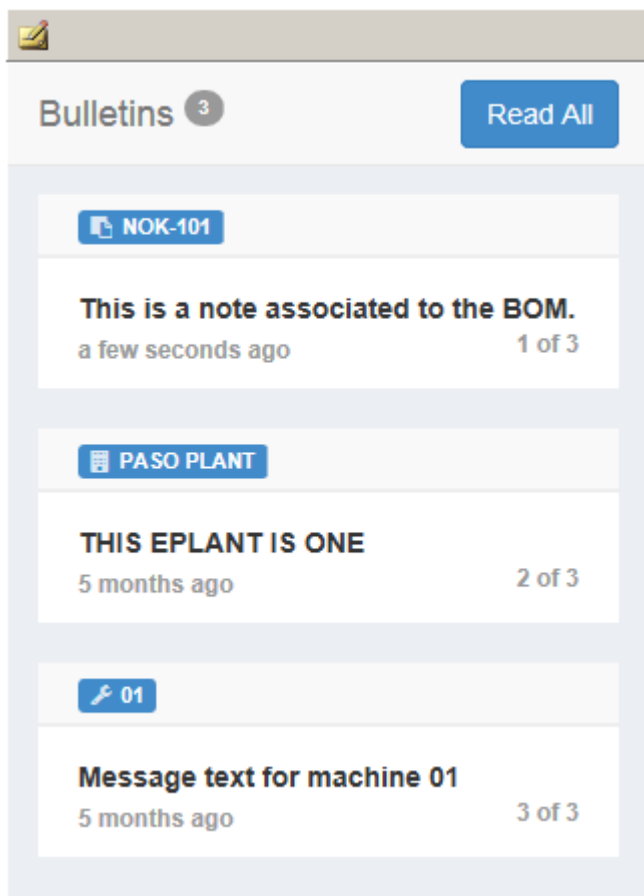 Bulletins 3
Read All
NOK-101
This is a note associated to the BOM.
a few seconds ago
1 of 3
PASO PLANT
THIS EPLANT IS ONE
5 months ago
2 of 3
01
Message text for machine 01
5 months ago
3 of 3